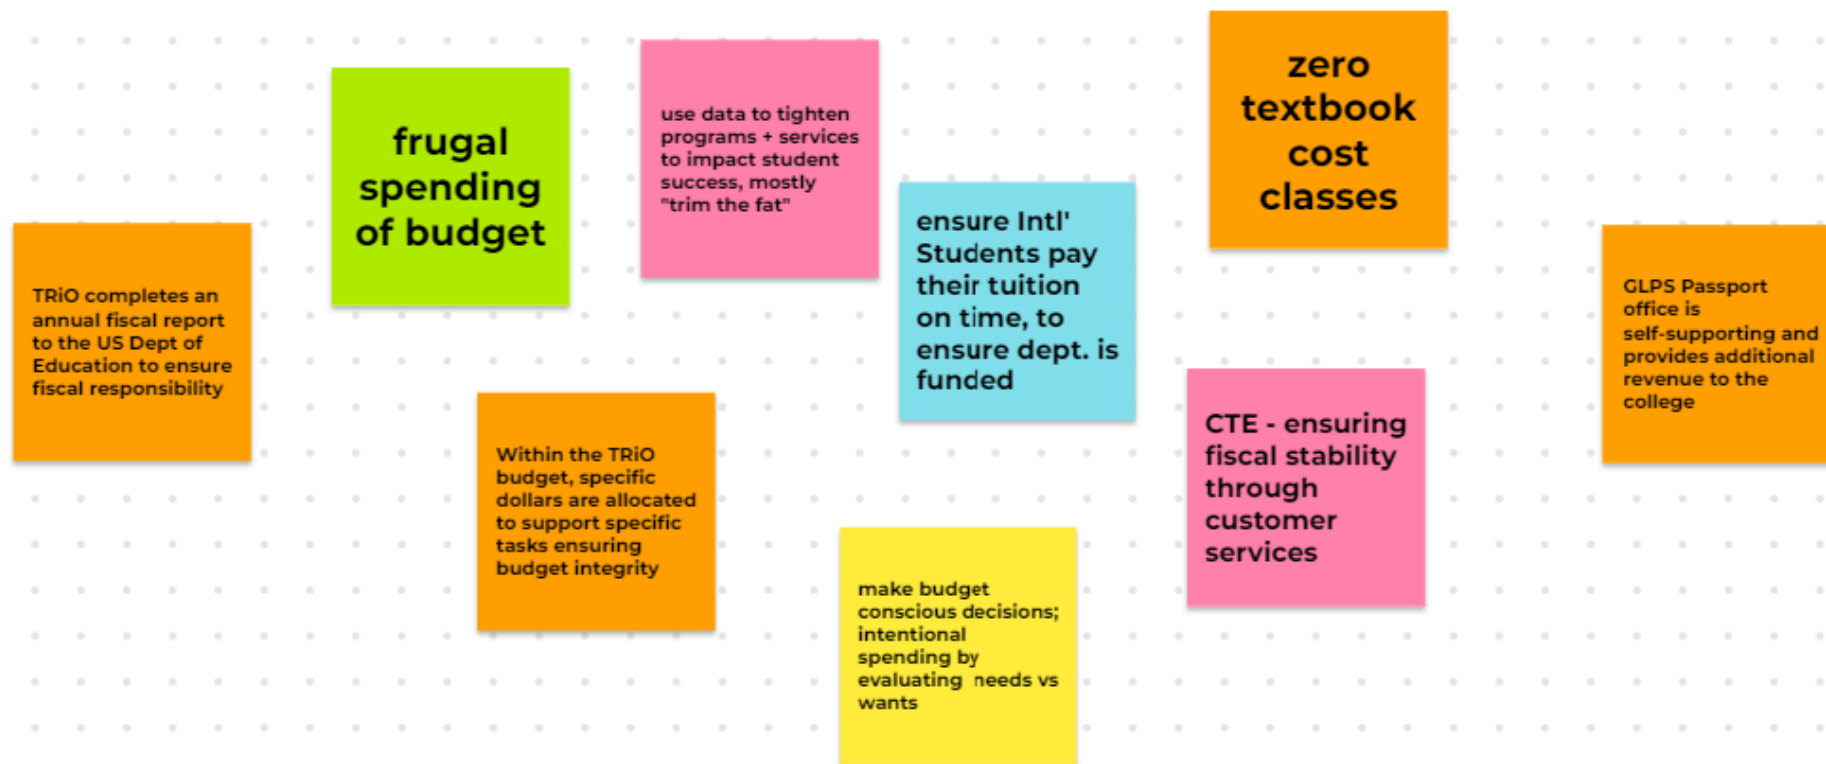 TRiO completes an
annual fiscal report
to the US Dept of
Education to ensure
fiscal responsibility
frugal
spending
of budget
Within the TRiO
budget, specific
dollars are allocated
to support specific
tasks ensuring
budget integrity
use data to tighten
programs + services
to impact student
success, mostly
"trim the fat"
ensure Intl'
Students pay
their tuition
on time, to
ensure dept. is
funded
make budget
conscious decisions;
intentional
spending by
evaluating needs vs
wants
zero
textbook
cost
classes
CTE - ensuring
fiscal stability
through
customer
services
GLPS Passport
office is
self-supporting and
provides additional
revenue to the
college